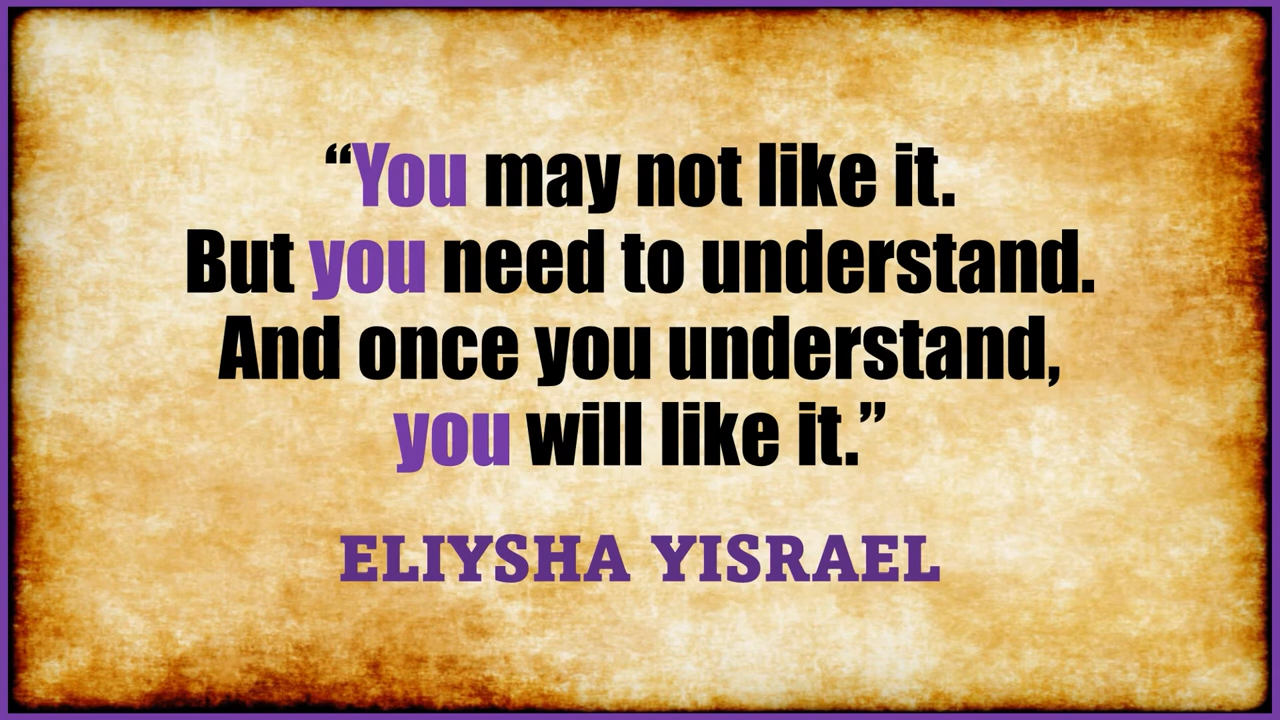 “You may not like it.
But you need to understand.
And once you understand,
you will like it.”
ELIYSHA YISRAEL